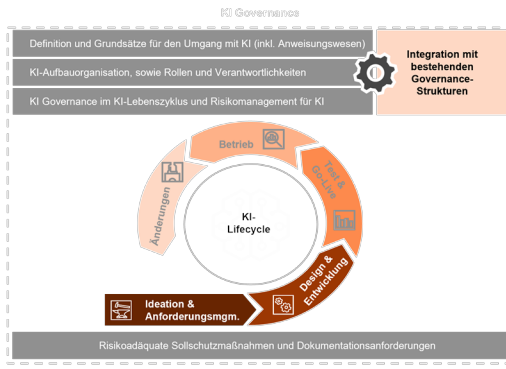 KI Governance
Definition und Grundsätze für den Umgang mit KI (inkl. Anweisungswesen)
KI-Aufbauorganisation, sowie Rollen und Verantwortlichkeiten
KI Governance im KI-Lebenszyklus und Risikomanagement für KI
Integration mit
bestehenden
Governance-
Strukturen
Betrieb
Test &
Go-Live
Änderungen
KI-
Lifecycle
Design &
Entwicklung
Ideation &
Anforderungsmgm.
Risikoadäquate Sollschutzmaßnahmen und Dokumentationsanforderungen